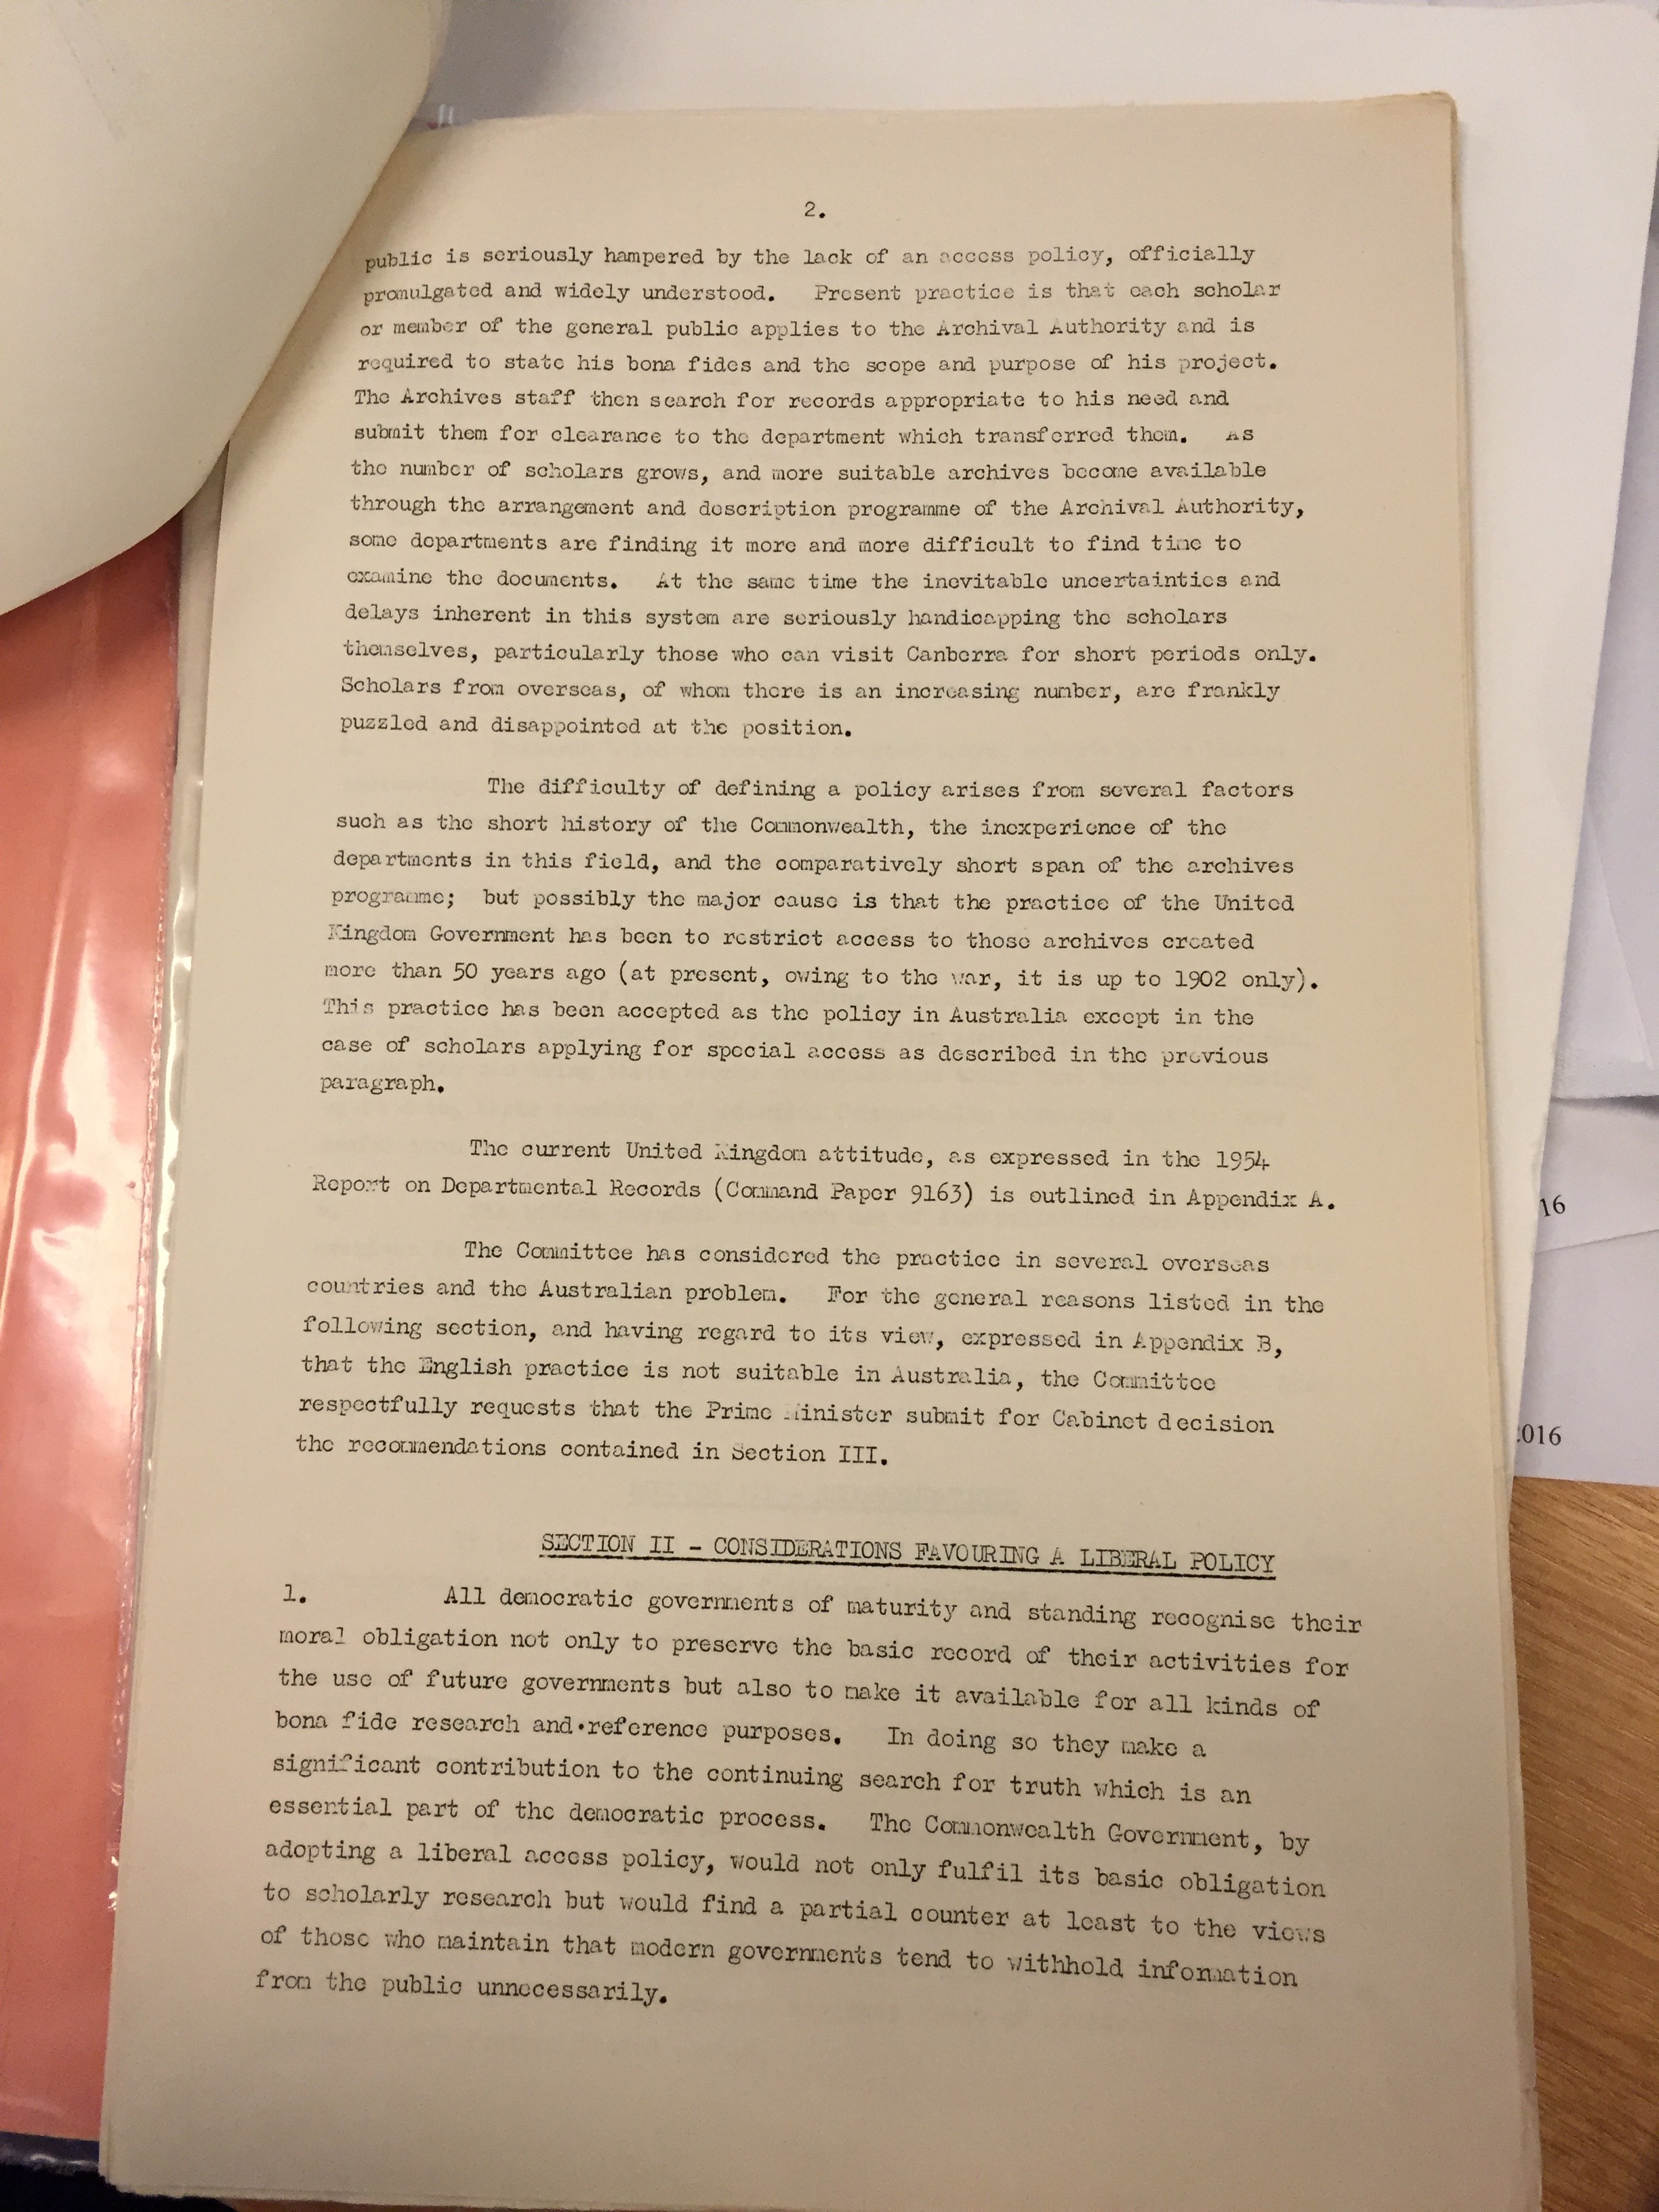 2.
public is seriously hampered by the lack of an access policy, officially
promulgated and widely understood. Present practice is that each scholar
or member of the general public applies to the Archival Authority and is
required to state his bona fides and the scope and purpose of his project.
The Archives staff then search for records appropriate to his need and
submit them for clearance to the department which transferred them. As
the number of scholars grows, and more suitable archives become available
through the arrangement and description programme of the Archival Authority,
some departments are finding it more and more difficult to find time to
examine the documents. At the same time the inevitable uncertainties and
delays inherent in this system are seriously handicapping the scholars
themselves, particularly those who can visit Canberra for short periods only.
Scholars from overseas, of whom there is an increasing number, are frankly
puzzled and disappointed at the position.
The difficulty of defining a policy arises from several factors
such as the short history of the Commonwealth, the inexperience of the
departments in this field, and the comparatively short span of the archives
programme; but possibly the major cause is that the practice of the United
Kingdom Government has been to restrict access to those archives created
more than 50 years ago (at present, owing to the war, it is up to 1902 only).
This practice has been accepted as the policy in Australia except in the
case of scholars applying for special access as described in the previous
paragraph.
The current United Kingdom attitude, as expressed in the 1954
Report on Departmental Records (Command Paper 9163) is outlined in Appendix A.
The Committee has considered the practice in several overseas
countries and the Australian problem. For the general reasons listed in the
following section, and having regard to its view, expressed in Appendix B,
that the English practice is not suitable in Australia, the Committee
respectfully requests that the Prime Minister submit for Cabinet decision
the recommendations contained in Section III.
SECTION II - CONSIDERATIONS FAVOURING A LIBERAL POLICY
1. All democratic governments of maturity and standing recognise their
moral obligation not only to preserve the basic record of their activities for
the use of future governments but also to make it available for all kinds of
bona fide research and·reference purposes. In doing so they make a
significant contribution to the continuing search for truth which is an
essential part of the democratic process. The Commonwealth Government, by
adopting a liberal access policy, would not only fulfil its basic obligation
to scholarly research but would find a partial counter at least to the views
of those who maintain that modern governments tend to withhold information
from the public unnecessarily.
16
2016